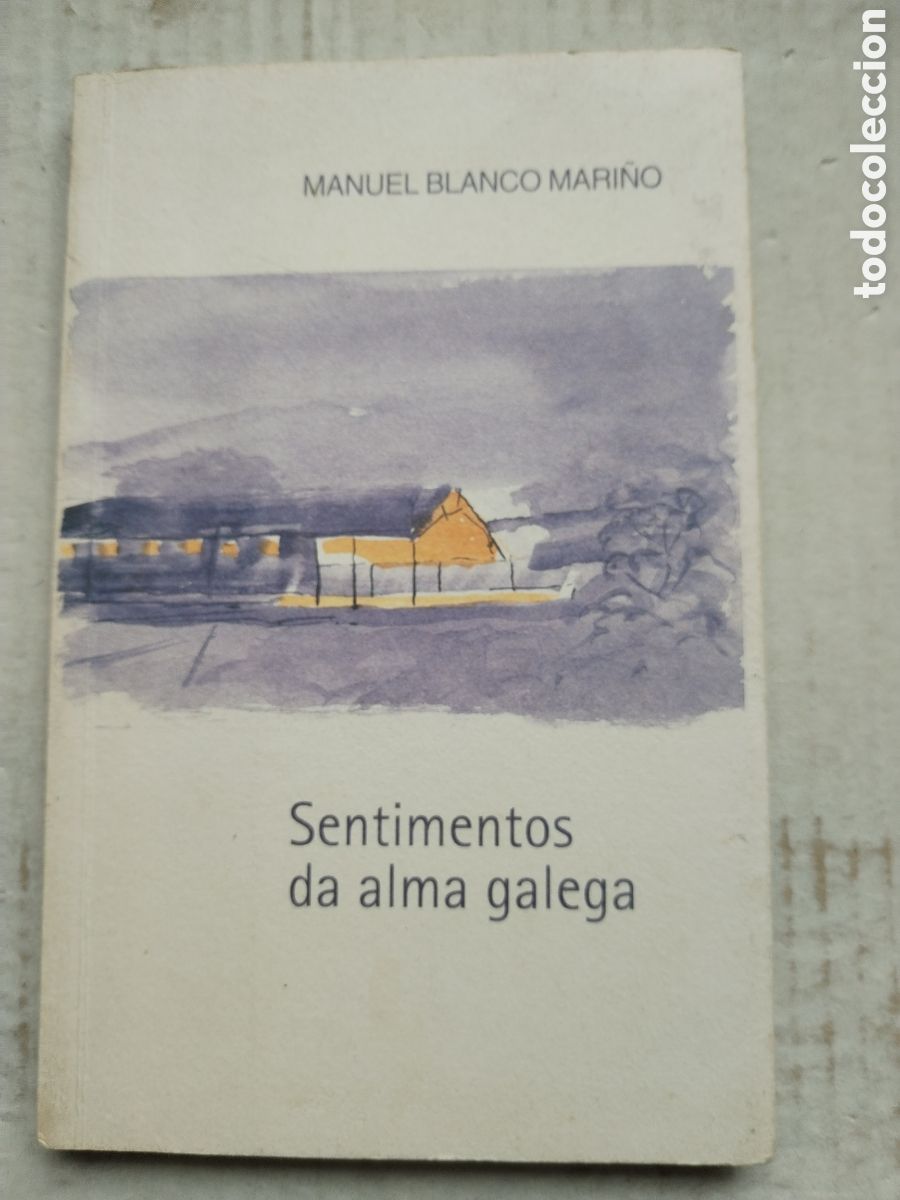 MANUEL BLANCO MARIÑO
Sentimentos
da alma galega
todocoleccion